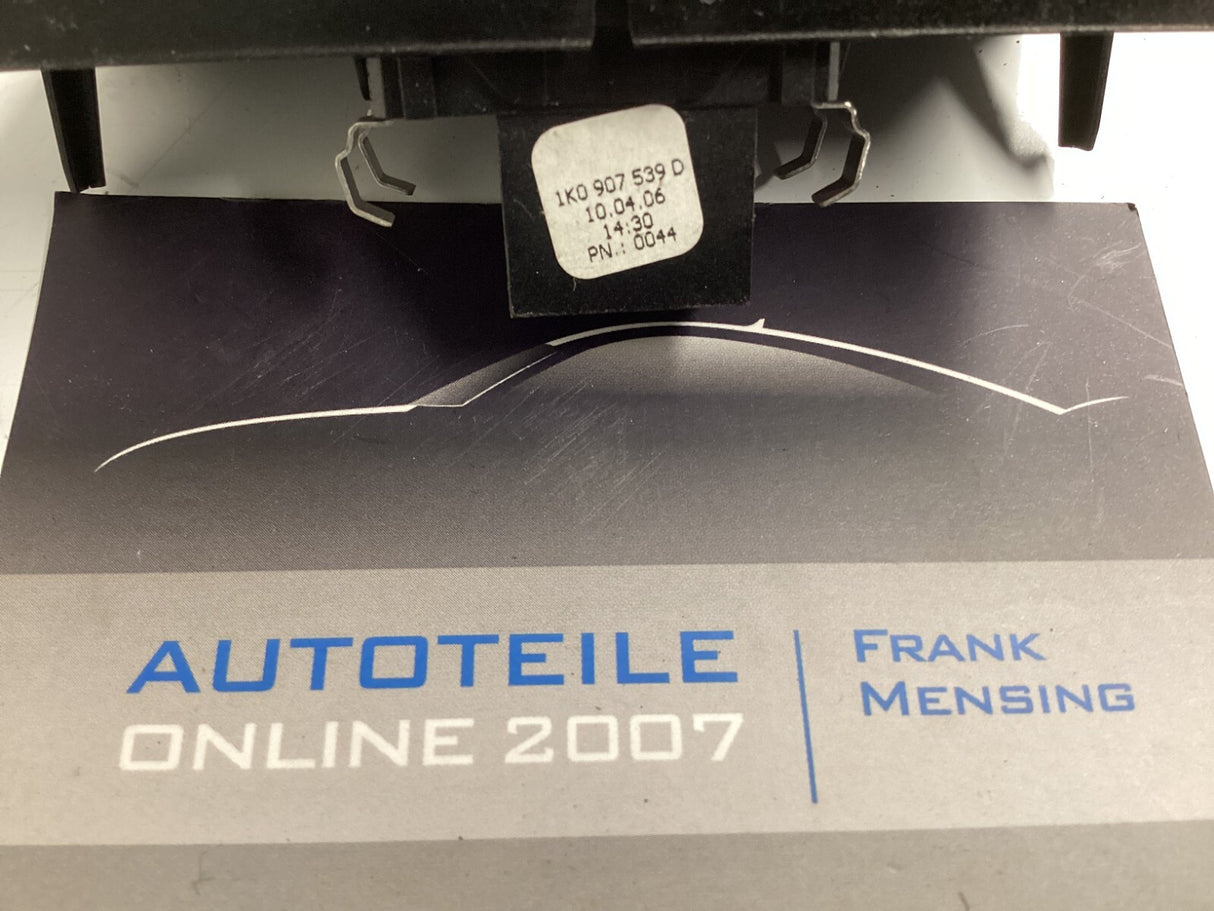 1K0 907 539 D
10.04.06
14:30
PN.: 0044
AUTOTEILE
ONLINE 2007
FRANK
MENSING